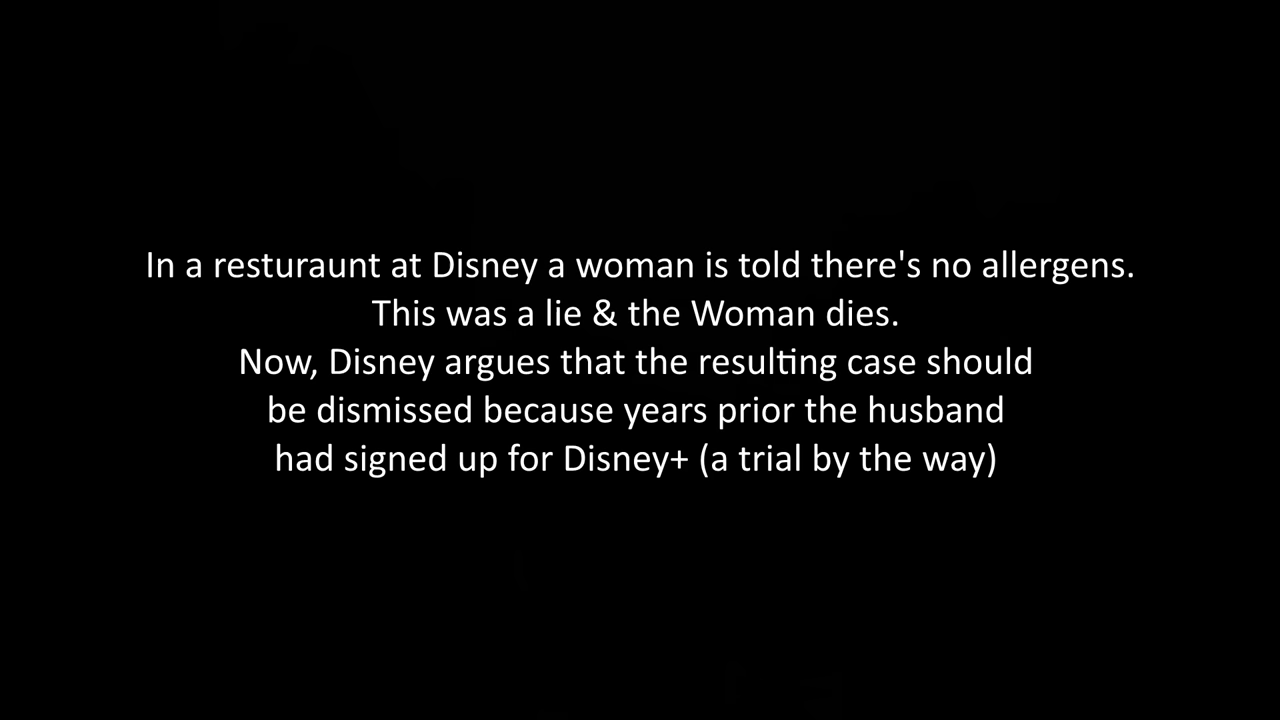 In a resturaunt at Disney a woman is told there's no allergens.
This was a lie & the Woman dies.
Now, Disney argues that the resulting case should
be dismissed because years prior the husband
had signed up for Disney+ (a trial by the way)